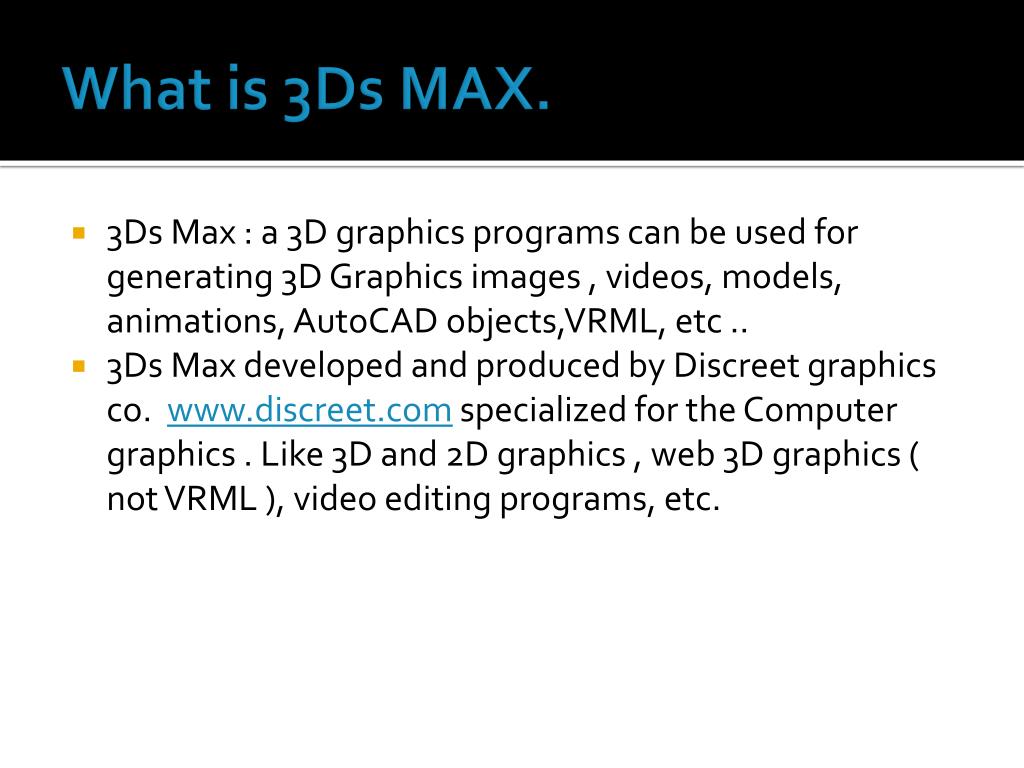 What is 3Ds MAX.
3Ds Max : a 3D graphics programs can be used for
generating 3D Graphics images , videos, models,
animations, AutoCAD objects,VRML, etc ..
3Ds Max developed and produced by Discreet graphics
co. www.discreet.com specialized for the Computer
graphics . Like 3D and 2D graphics , web 3D graphics (
not VRML ), video editing programs, etc.